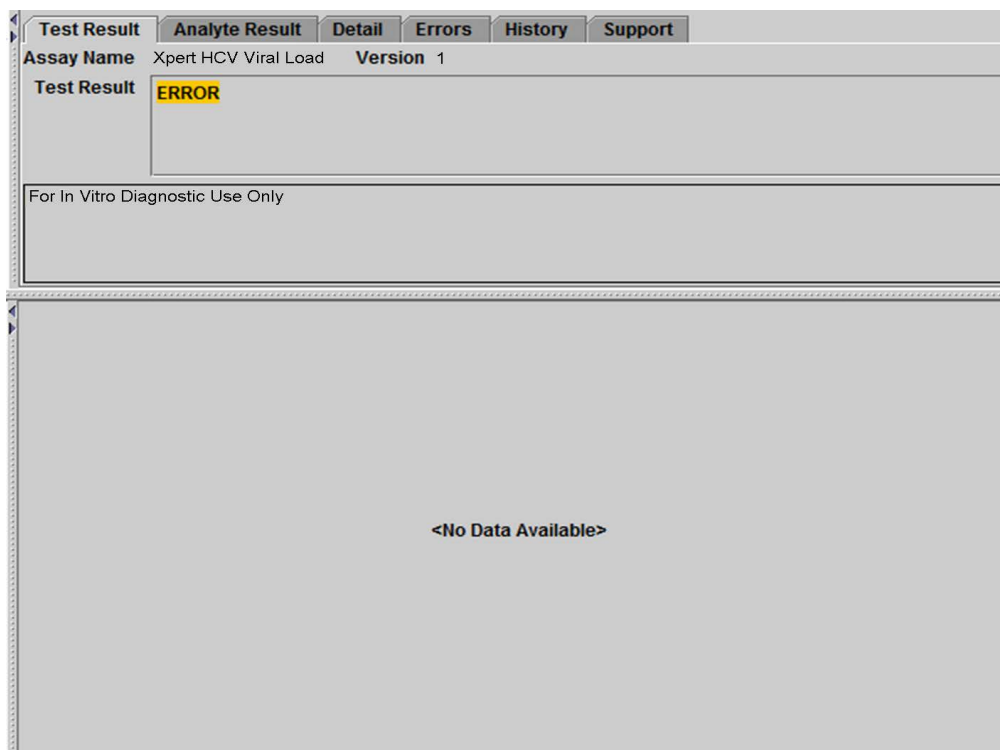 Test Result Analyte Result Detail Errors History Support
Assay Name Xpert HCV Viral Load Version 1
Test Result ERROR
For In Vitro Diagnostic Use Only
<No Data Available>